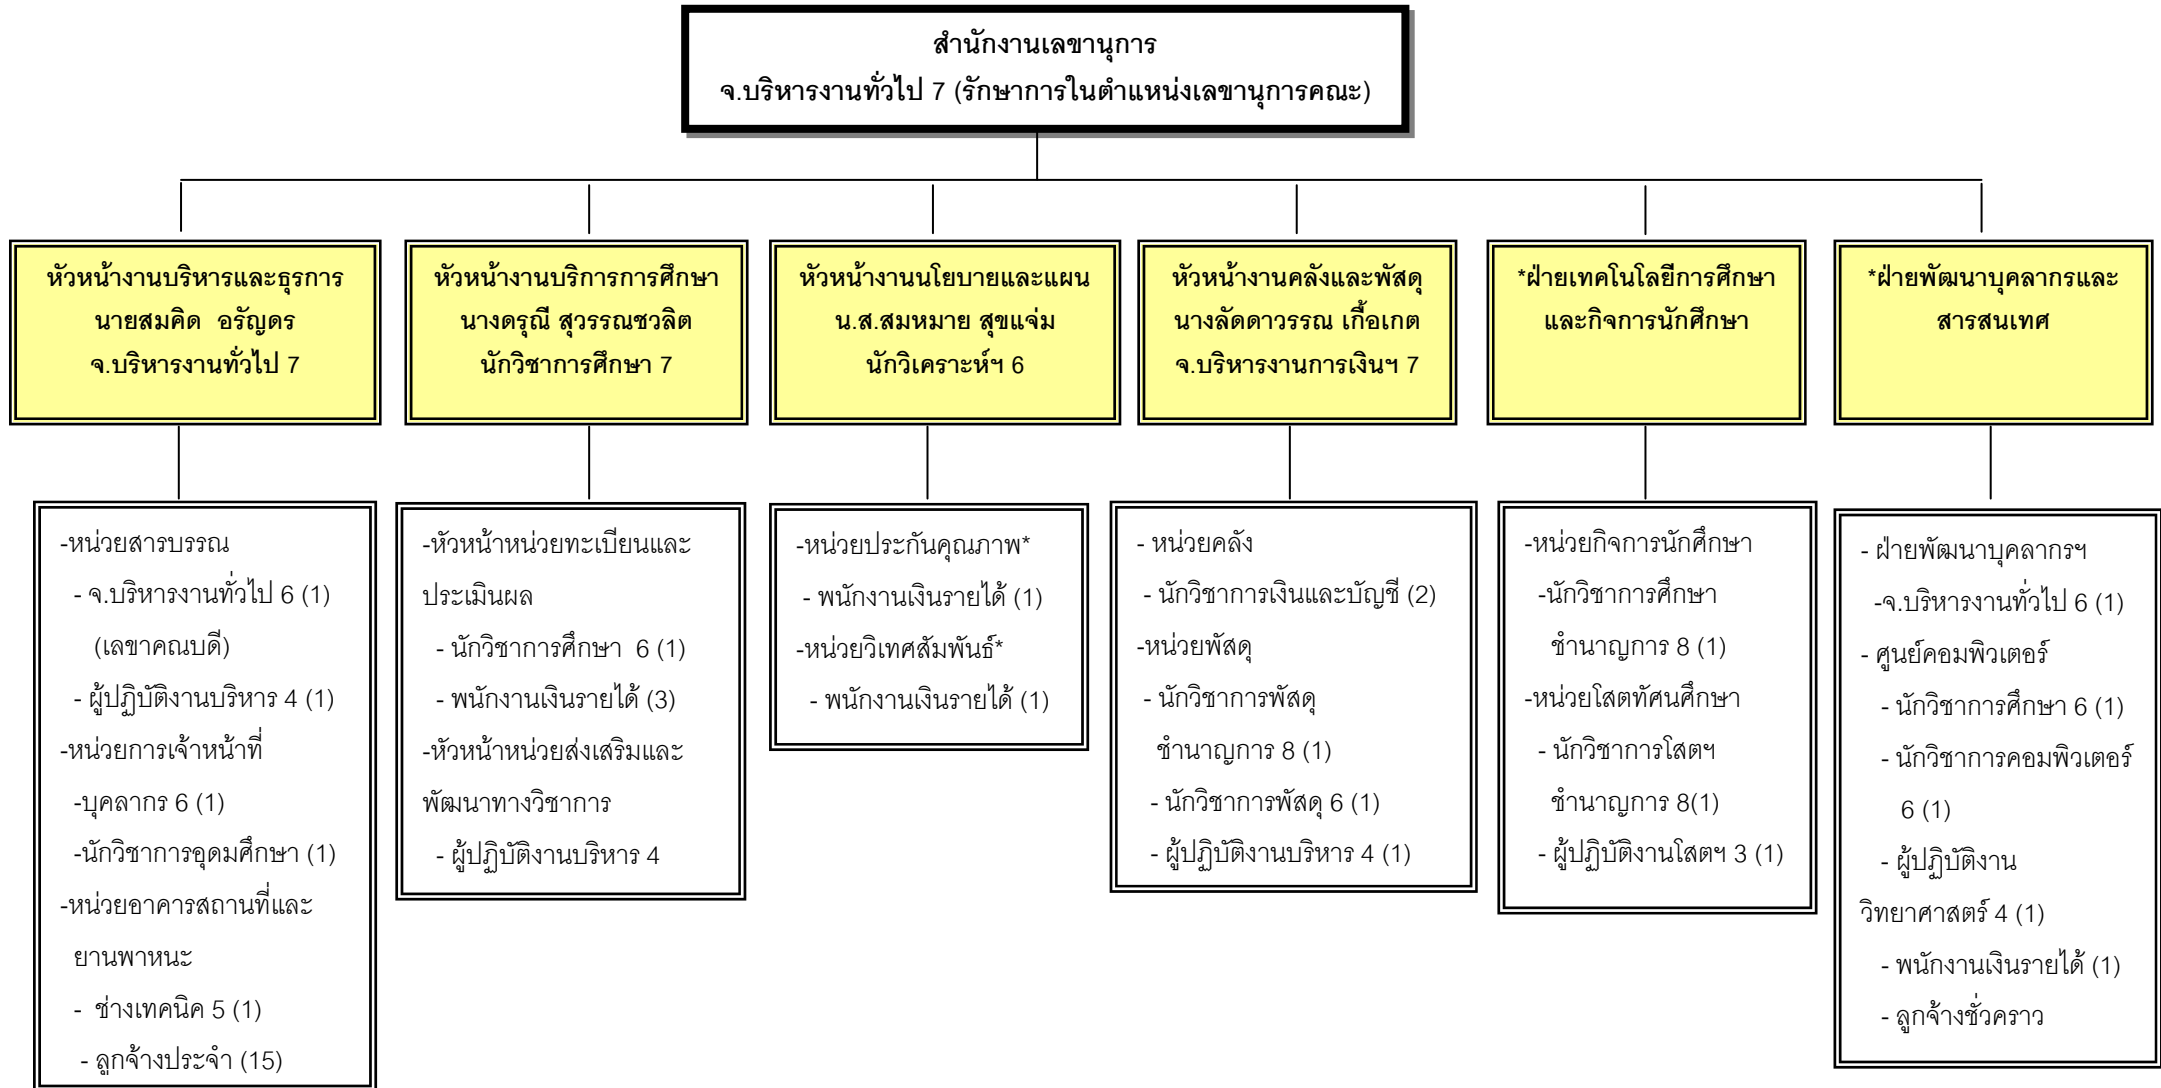 สำนักงานเลขานุการ
จ.บริหารงานทั่วไป 7 (รักษาการในตำแหน่งเลขานุการคณะ)
หัวหน้างานบริหารและธุรการ
นายสมคิด อรัญดร
จ.บริหารงานทั่วไป 7
หัวหน้างานบริการการศึกษา
นางดรุณี สุวรรณชวลิต
นักวิชาการศึกษา 7
หัวหน้างานนโยบายและแผน
น.ส.สมหมาย สุขแจ่ม
นักวิเคราะห์ฯ 6
หัวหน้างานคลังและพัสดุ
นางลัดดาวรรณ เกื้อเกต
จ.บริหารงานการเงินฯ 7
*ฝ่ายเทคโนโลยีการศึกษา
และกิจการนักศึกษา
*ฝ่ายพัฒนาบุคลากรและ
สารสนเทศ
-หน่วยสารบรรณ
- จ.บริหารงานทั่วไป 6 (1)
(เลขาคณบดี)
- ผู้ปฏิบัติงานบริหาร 4 (1)
-หน่วยการเจ้าหน้าที่
-บุคลากร 6 (1)
-นักวิชาการอุดมศึกษา (1)
-หน่วยอาคารสถานที่และ
ยานพาหนะ
- ช่างเทคนิค 5 (1)
- ลูกจ้างประจำ (15)
-หัวหน้าหน่วยทะเบียนและ
ประเมินผล
- นักวิชาการศึกษา 6 (1)
- พนักงานเงินรายได้ (3)
-หัวหน้าหน่วยส่งเสริมและ
พัฒนาทางวิชาการ
- ผู้ปฏิบัติงานบริหาร 4
-หน่วยประกันคุณภาพ*
- พนักงานเงินรายได้ (1)
-หน่วยวิเทศสัมพันธ์*
- พนักงานเงินรายได้ (1)
- หน่วยคลัง
- นักวิชาการเงินและบัญชี (2)
-หน่วยพัสดุ
- นักวิชาการพัสดุ
ชำนาญการ 8 (1)
- นักวิชาการพัสดุ 6 (1)
- ผู้ปฏิบัติงานบริหาร 4 (1)
-หน่วยกิจการนักศึกษา
-นักวิชาการศึกษา
ชำนาญการ 8 (1)
-หน่วยโสตทัศนศึกษา
- นักวิชาการโสตฯ
ชำนาญการ 8(1)
- ผู้ปฏิบัติงานโสตฯ 3 (1)
- ฝ่ายพัฒนาบุคลากรฯ
-จ.บริหารงานทั่วไป 6 (1)
- ศูนย์คอมพิวเตอร์
- นักวิชาการศึกษา 6 (1)
- นักวิชาการคอมพิวเตอร์
6 (1)
- ผู้ปฏิบัติงาน
วิทยาศาสตร์ 4 (1)
- พนักงานเงินรายได้ (1)
- ลูกจ้างชั่วคราว